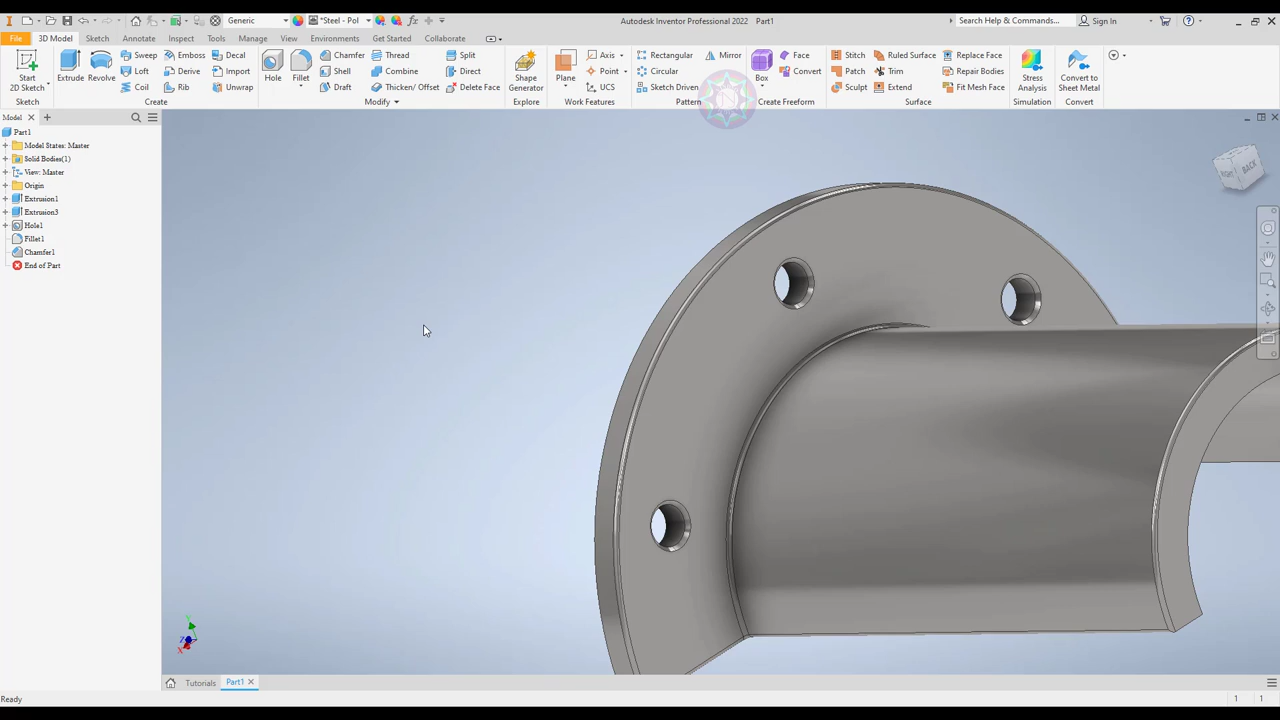 Generic
*Steel - Pol
fx
Autodesk Inventor Professional 2022 Part1
Search Help & Commands...
Sign In
File
3D Model
Sketch
Annotate
Inspect
Tools
Manage
View
Environments
Get Started
Collaborate
Start
2D Sketch
Extrude
Revolve
Sweep
Loft
Coil
Emboss
Derive
Rib
Decal
Import
Unwrap
Hole
Fillet
Chamfer
Shell
Draft
Thread
Combine
Thicken/ Offset
Split
Direct
Delete Face
Shape
Generator
Plane
Axis
Point
UCS
Rectangular
Circular
Sketch Driven
Mirror
Box
Face
Convert
Stitch
Patch
Sculpt
Ruled Surface
Trim
Extend
Replace Face
Repair Bodies
Fit Mesh Face
Stress
Analysis
Convert to
Sheet Metal
Sketch
Create
Modify
Explore
Work Features
Pattern
Create Freeform
Surface
Simulation
Convert
Model
Part1
Model States: Master
Solid Bodies(1)
View: Master
Origin
Extrusion1
Extrusion3
Hole1
Fillet1
Chamfer1
End of Part
RIGHT
BACK
Y
Z
X
Tutorials
Part1
Ready
1
1